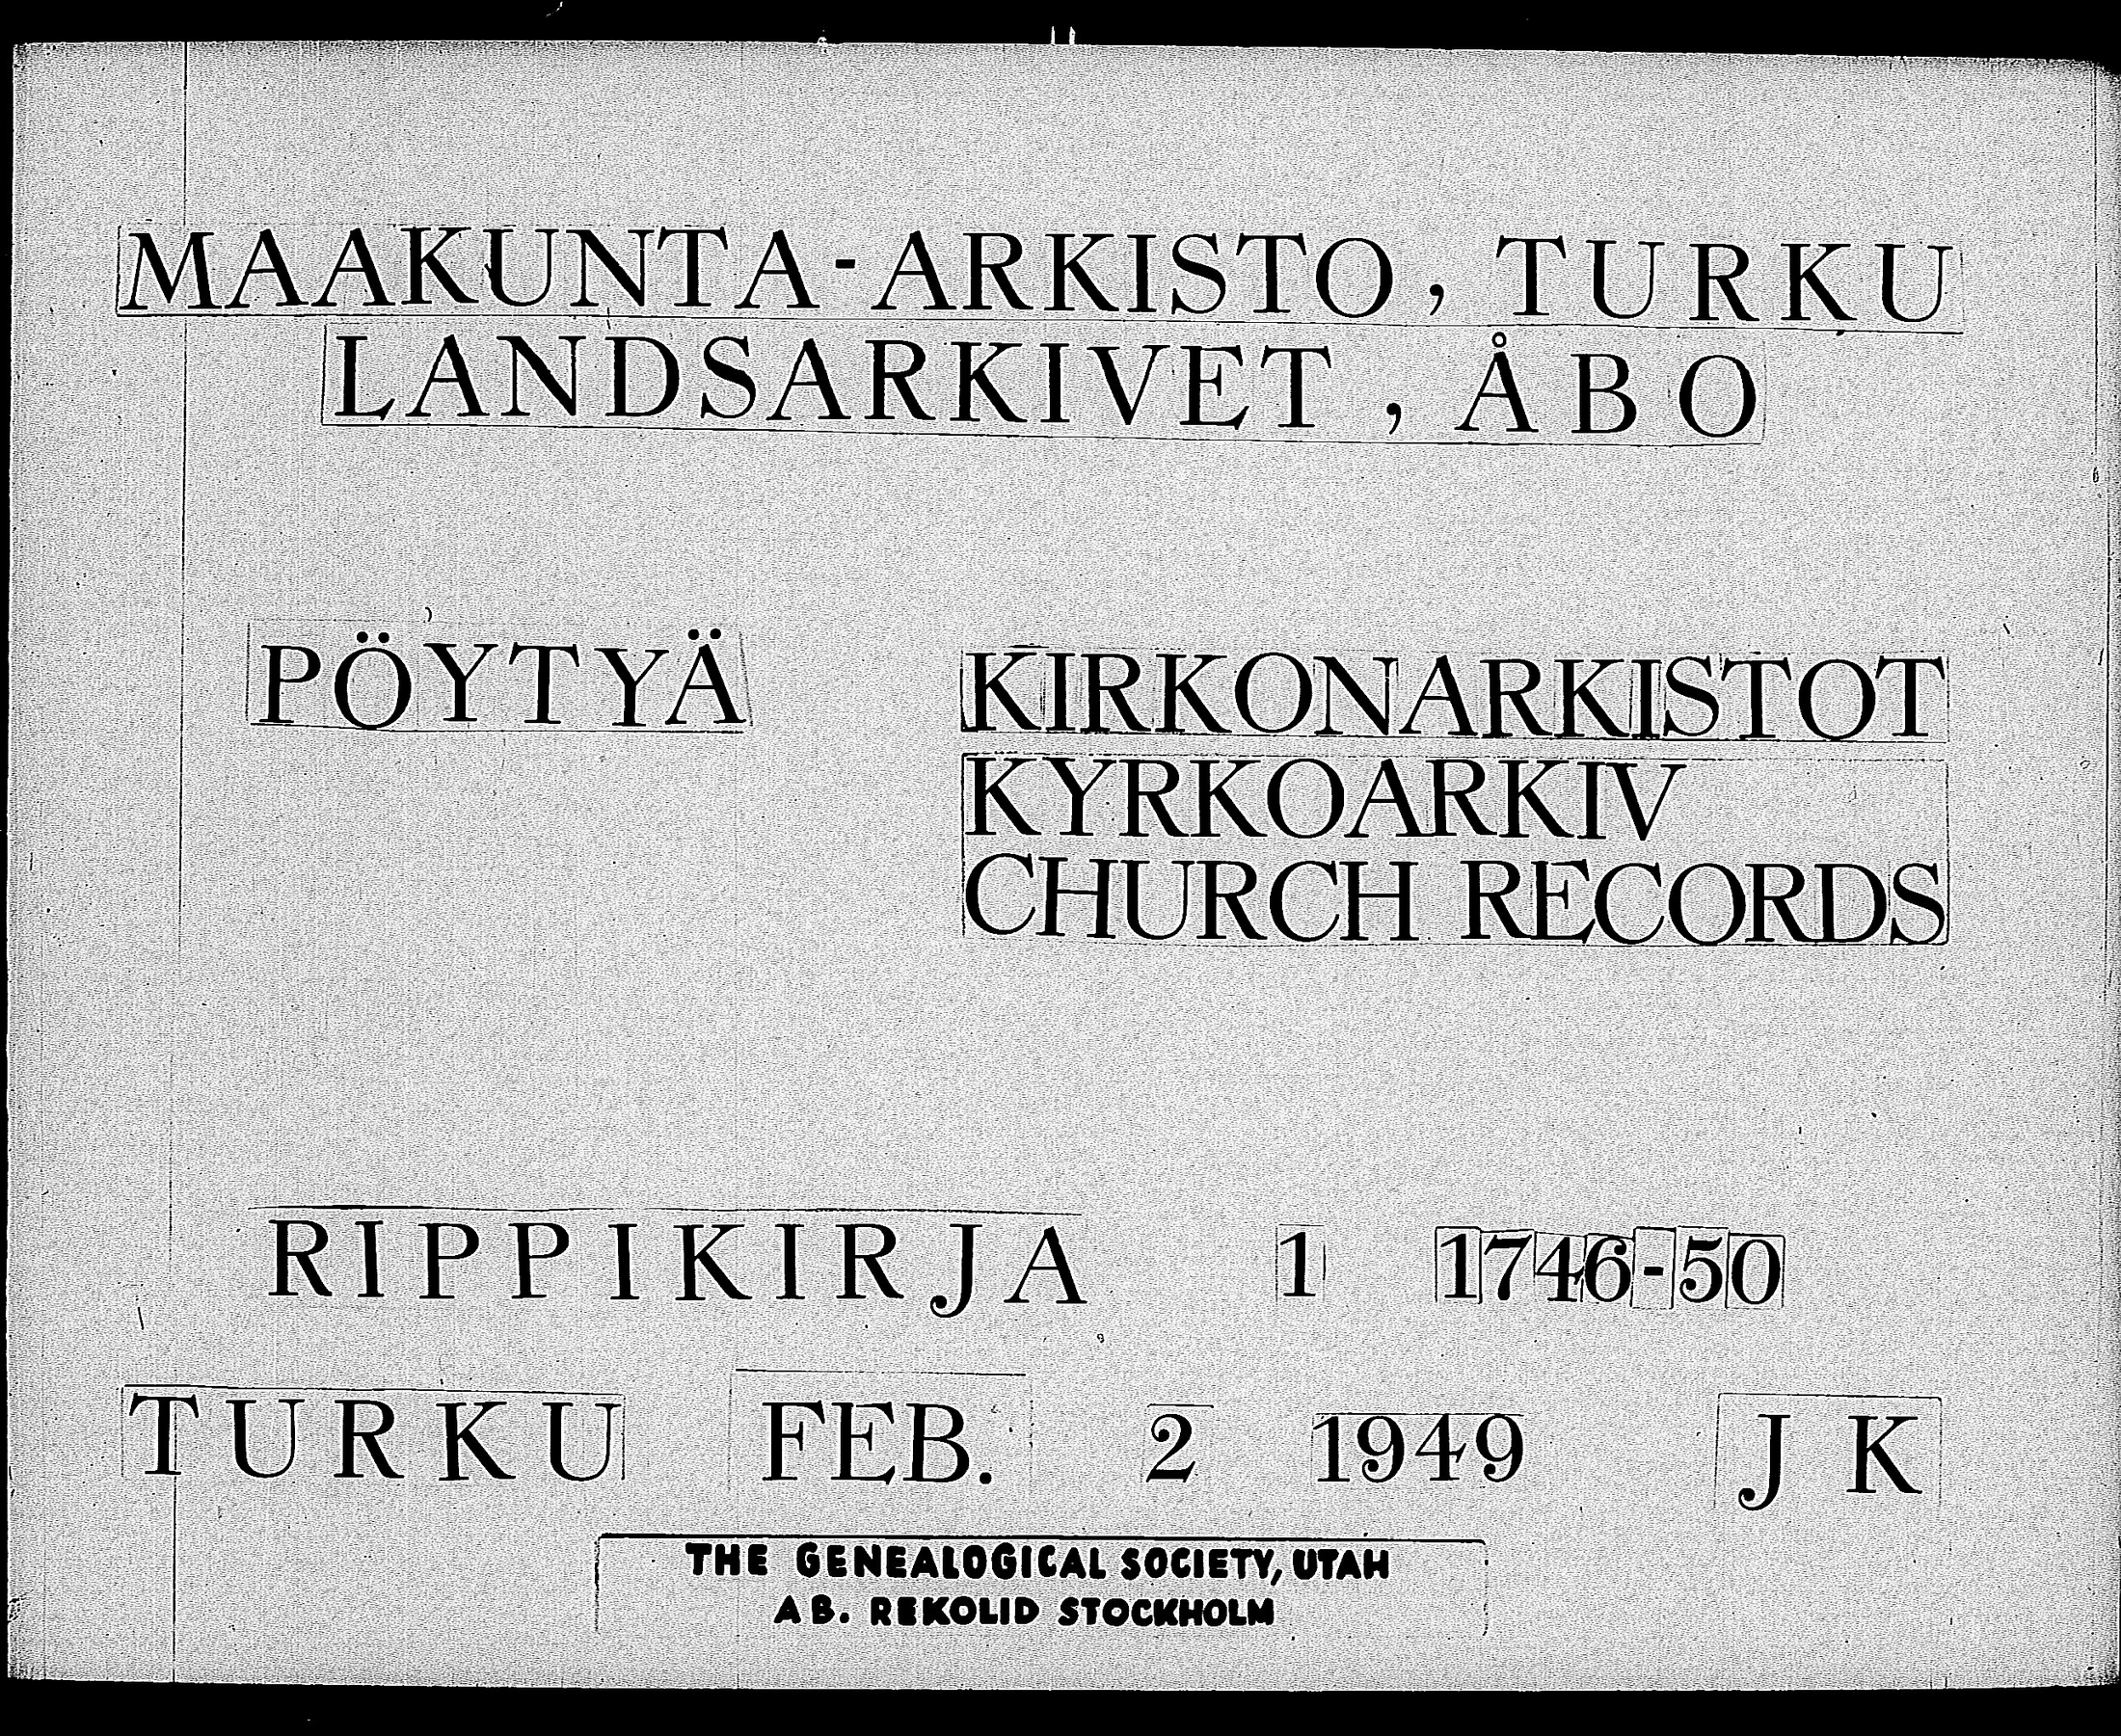 MAAKUNTA-ARKISTO, TURKU
LANDSARKIVET, ÅBO
PÖYTYÄ
KIRKONARKISTOT
KYRKOARKIV
CHURCH RECORDS
RIPPIKIRJA 1 1746-50
TURKU FEB. 2 1949 J K
THE GENEALOGICAL SOCIETY, UTAH
AB. REKOLID STOCKHOLM